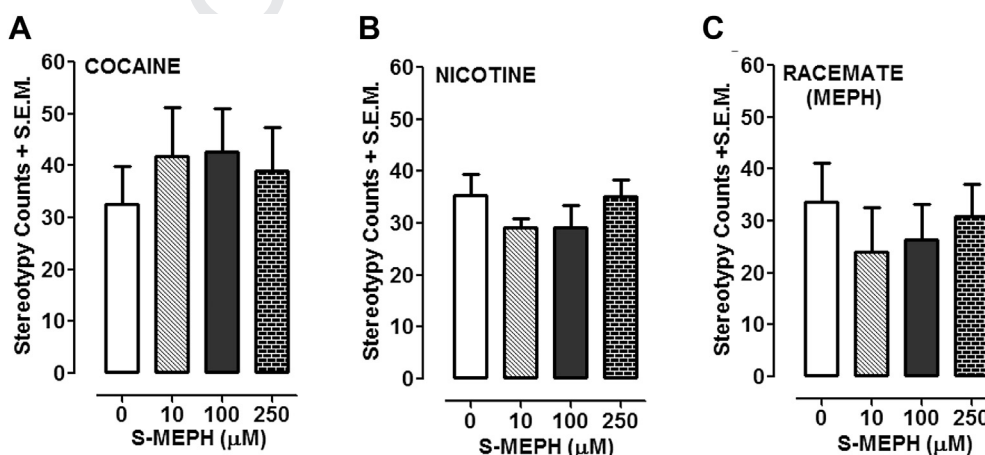 A
COCAINE
Stereotypy Counts + S.E.M.
60
50
40
30
20
10
0
0 10 100 250
S-MEPH (μM)
B
NICOTINE
Stereotypy Counts + S.E.M.
60
50
40
30
20
10
0
0 10 100 250
S-MEPH (μM)
C
RACEMATE
(MEPH)
Stereotypy Counts +S.E.M.
60
50
40
30
20
10
0
0 10 100 250
S-MEPH (μM)